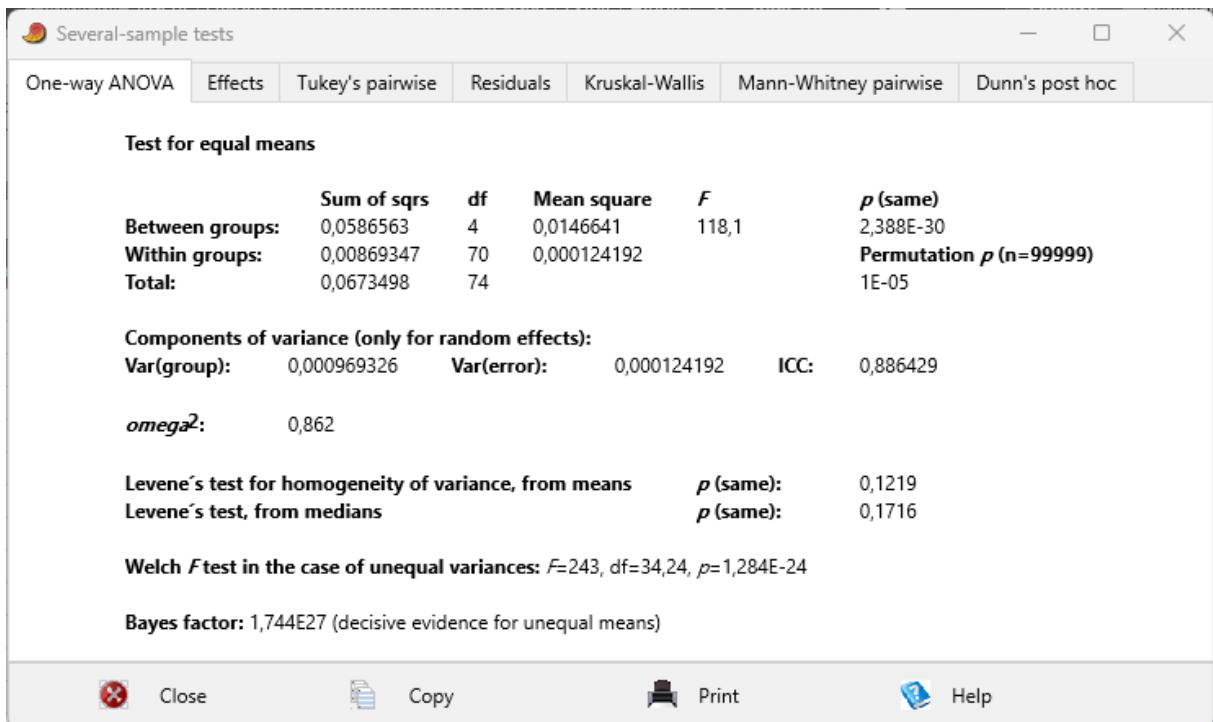 Several-sample tests
One-way ANOVA Effects Tukey's pairwise Residuals Kruskal-Wallis Mann-Whitney pairwise Dunn's post hoc
Test for equal means
Sum of sqrs df Mean square F p (same)
Between groups: 0,0586563 4 0,0146641 118,1 2,388E-30
Within groups: 0,00869347 70 0,000124192 Permutation p (n=99999)
Total: 0,0673498 74 1E-05
Components of variance (only for random effects):
Var(group): 0,000969326 Var(error): 0,000124192 ICC: 0,886429
omega2: 0,862
Levene´s test for homogeneity of variance, from means p (same): 0,1219
Levene´s test, from medians p (same): 0,1716
Welch F test in the case of unequal variances: F=243, df=34,24, p=1,284E-24
Bayes factor: 1,744E27 (decisive evidence for unequal means)
Close Copy Print Help